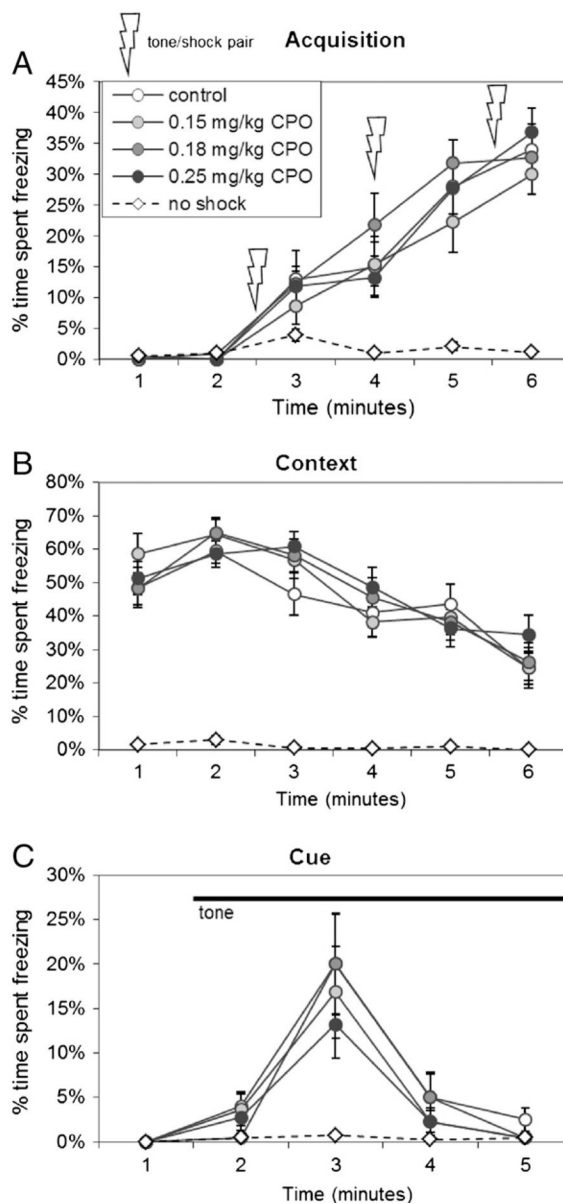 tone/shock pair
Acquisition
A
45%
40%
35%
30%
25%
20%
15%
10%
5%
0%
control
0.15 mg/kg CPO
0.18 mg/kg CPO
0.25 mg/kg CPO
no shock
% time spent freezing
1 2 3 4 5 6
Time (minutes)
B
Context
80%
70%
60%
50%
40%
30%
20%
10%
0%
% time spent freezing
1 2 3 4 5 6
Time (minutes)
C
Cue
30%
25%
20%
15%
10%
5%
0%
tone
% time spent freezing
1 2 3 4 5
Time (minutes)